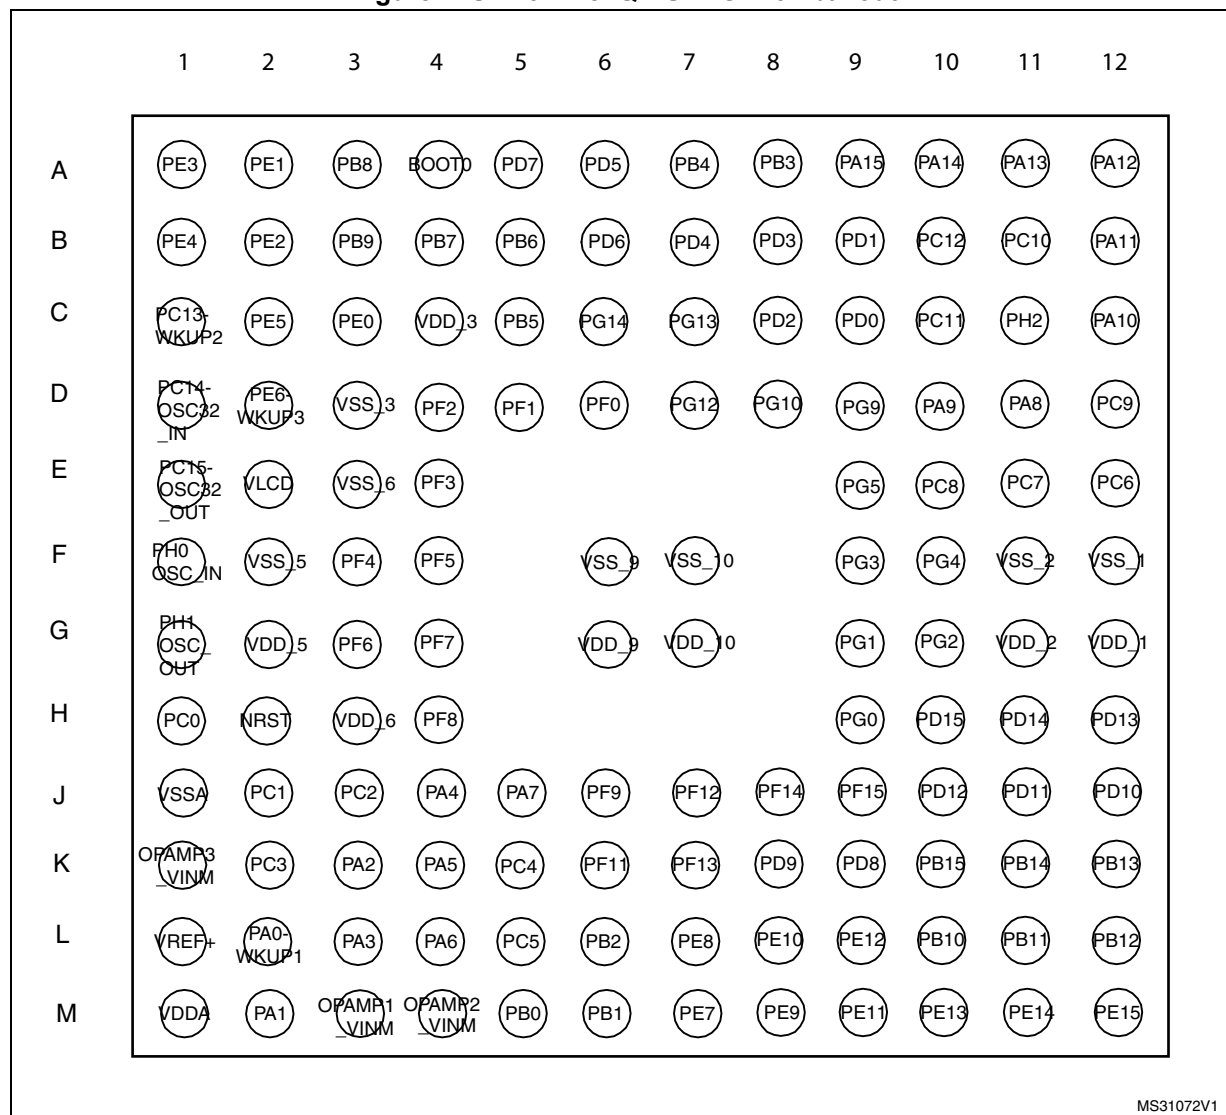 1 2 3 4 5 6 7 8 9 10 11 12
A PE3 PE1 PB8 BOOT0 PD7 PD5 PB4 PB3 PA15 PA14 PA13 PA12
B PE4 PE2 PB9 PB7 PB6 PD6 PD4 PD3 PD1 PC12 PC10 PA11
C PC13-WKUP2 PE5 PE0 VDD_3 PB5 PG14 PG13 PD2 PD0 PC11 PH2 PA10
D PC14-OSC32_IN PE6-WKUP3 VSS_3 PF2 PF1 PF0 PG12 PG10 PG9 PA9 PA8 PC9
E PC15-OSC32_OUT VLCD VSS_6 PF3 PG5 PC8 PC7 PC6
F PH0 OSC_IN VSS_5 PF4 PF5 VSS_9 VSS_10 PG3 PG4 VSS_2 VSS_1
G PH1 OSC_OUT VDD_5 PF6 PF7 VDD_9 VDD_10 PG1 PG2 VDD_2 VDD_1
H PC0 NRST VDD_6 PF8 PG0 PD15 PD14 PD13
J VSSA PC1 PC2 PA4 PA7 PF9 PF12 PF14 PF15 PD12 PD11 PD10
K OPAMP3_VINM PC3 PA2 PA5 PC4 PF11 PF13 PD9 PD8 PB15 PB14 PB13
L VREF+ PA0-WKUP1 PA3 PA6 PC5 PB2 PE8 PE10 PE12 PB10 PB11 PB12
M VDDA PA1 OPAMP1_VINM OPAMP2_VINM PB0 PB1 PE7 PE9 PE11 PE13 PE14 PE15
MS31072V1